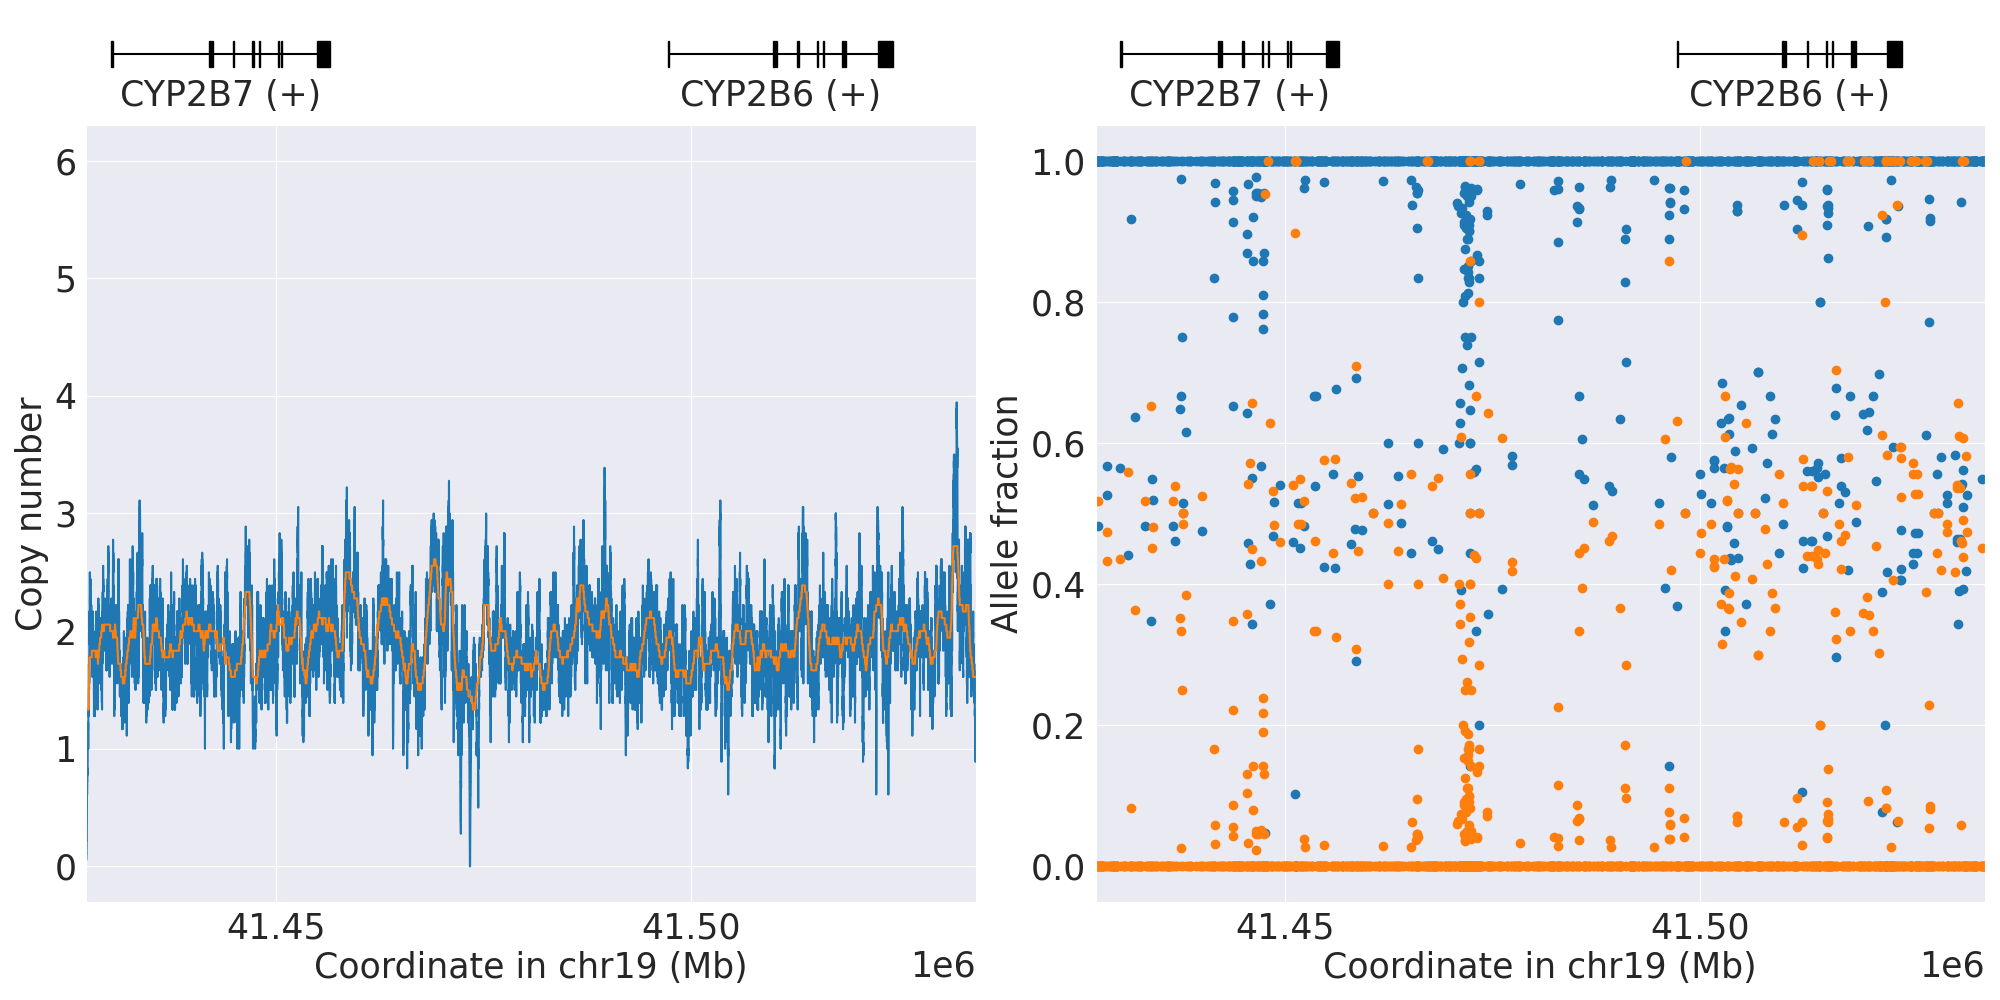 CYP2B7 (+)
CYP2B6 (+)
CYP2B7 (+)
CYP2B6 (+)
6
5
4
3
2
1
0
Copy number
41.45
41.50
Coordinate in chr19 (Mb)
1e6
1.0
0.8
0.6
0.4
0.2
0.0
Allele fraction
41.45
41.50
Coordinate in chr19 (Mb)
1e6